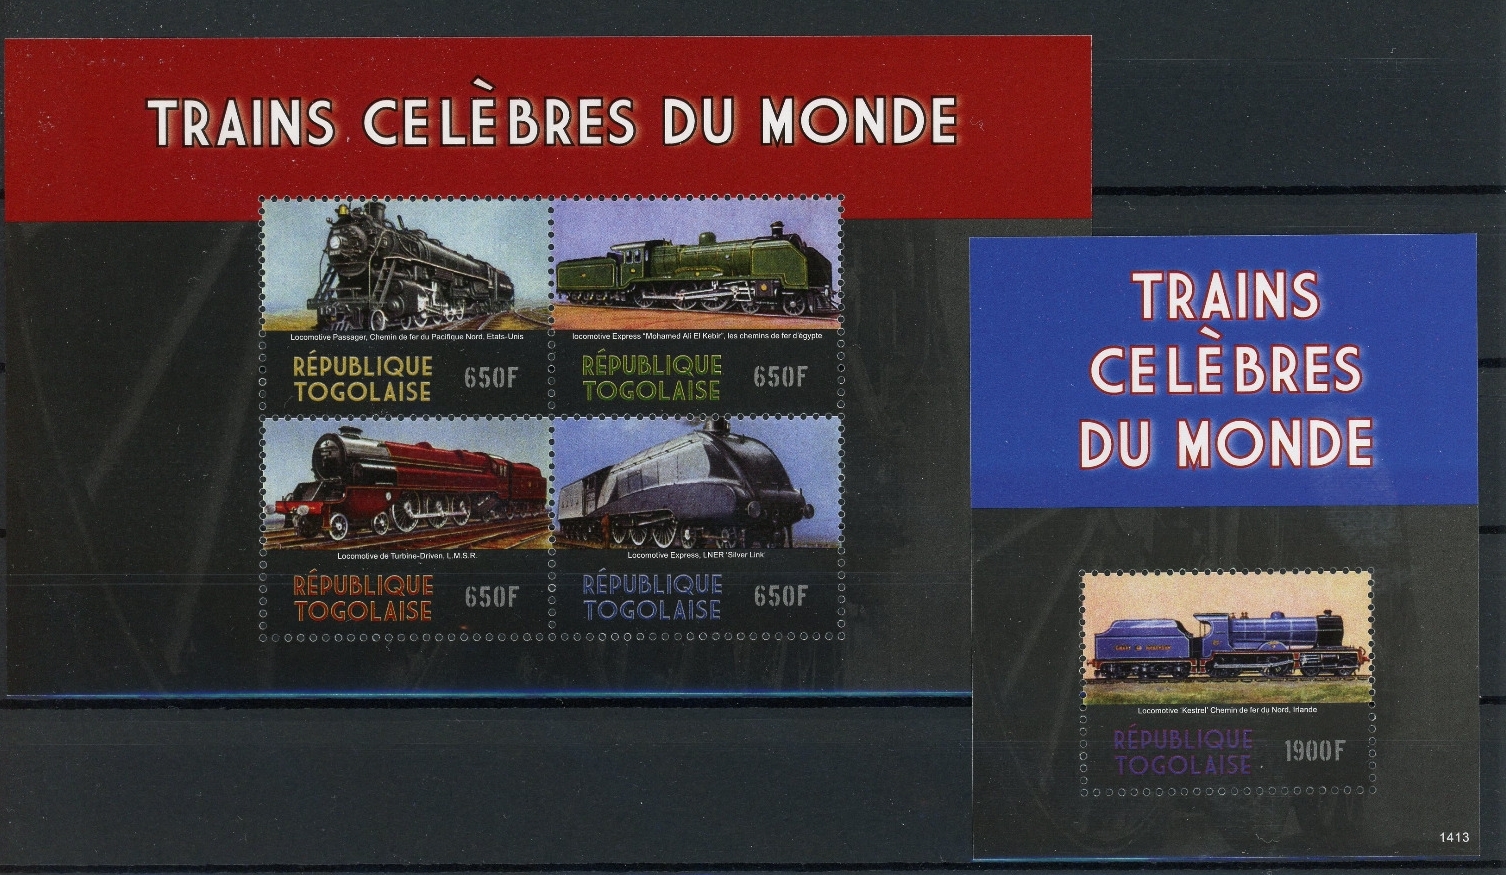 TRAINS CELÈBRES DU MONDE
Locomotive Passager, Chemin de fer du Pacifique Nord, Etats-Unis
RÉPUBLIQUE
TOGOLAISE
650F
locomotive Express "Mohamed Ali El Kebir", les chemins de fer d'égypte
RÉPUBLIQUE
TOGOLAISE
650F
Locomotive de Turbine-Driven, L.M.S.R.
RÉPUBLIQUE
TOGOLAISE
650F
Locomotive Express, LNER 'Silver Link'
RÉPUBLIQUE
TOGOLAISE
650F
TRAINS
CELÈBRES
DU MONDE
Locomotive 'Kestrel' Chemin de fer du Nord, Irlande
RÉPUBLIQUE
TOGOLAISE
1900F
1413